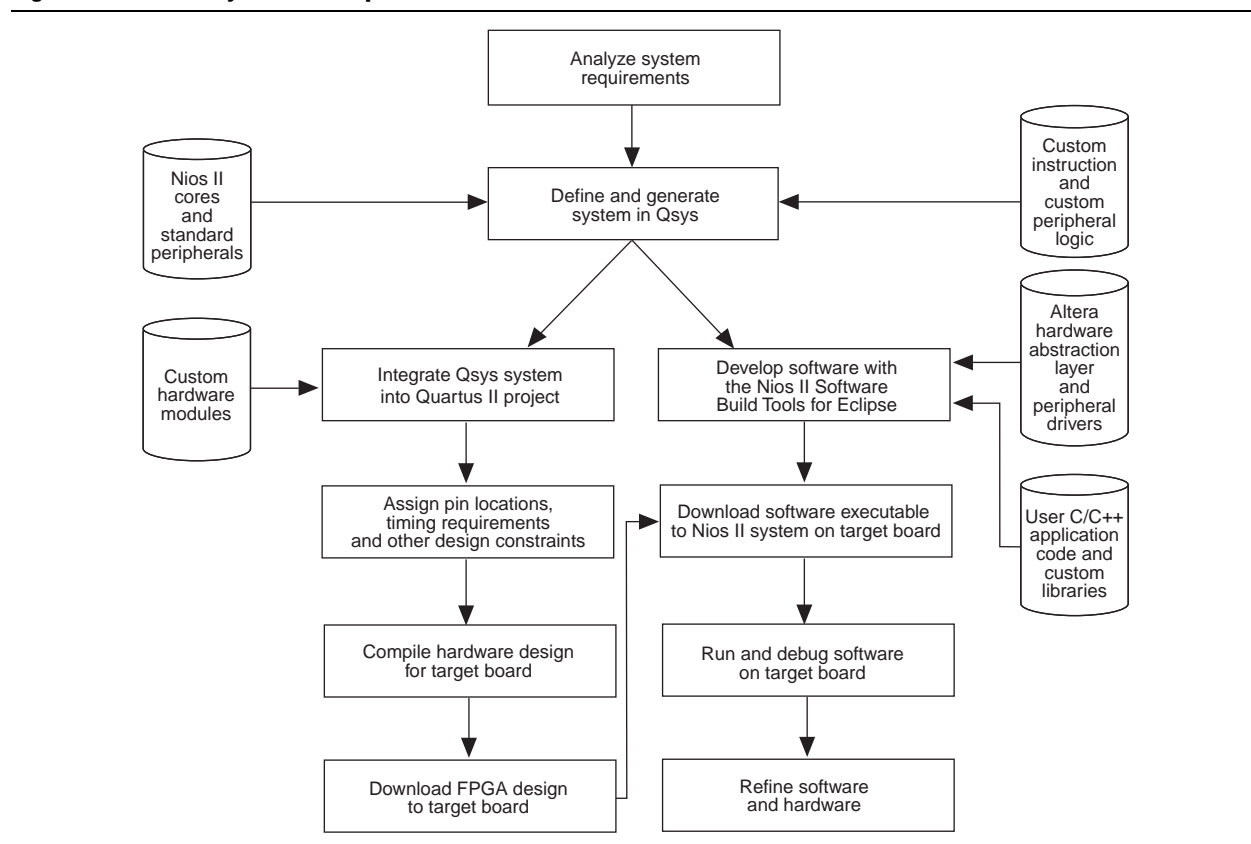 Analyze system
requirements
Nios II
cores
and
standard
peripherals
Define and generate
system in Qsys
Custom
instruction
and
custom
peripheral
logic
Custom
hardware
modules
Integrate Qsys system
into Quartus II project
Develop software with
the Nios II Software
Build Tools for Eclipse
Altera
hardware
abstraction
layer
and
peripheral
drivers
Assign pin locations,
timing requirements
and other design constraints
Download software executable
to Nios II system on target board
User C/C++
application
code and
custom
libraries
Compile hardware design
for target board
Run and debug software
on target board
Download FPGA design
to target board
Refine software
and hardware